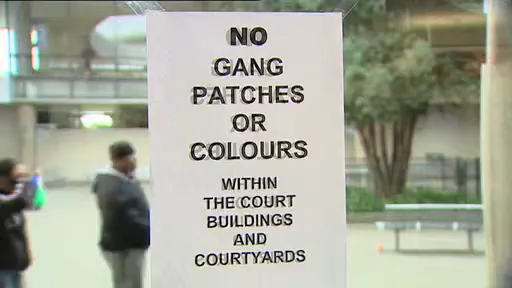 NO
GANG
PATCHES
OR
COLOURS
WITHIN
THE COURT
BUILDINGS
AND
COURTYARDS